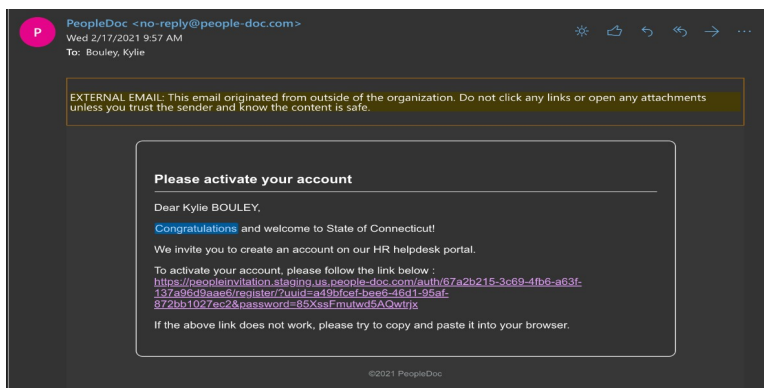 P
PeopleDoc <no-reply@people-doc.com>
Wed 2/17/2021 9:57 AM
To: Bouley, Kylie
EXTERNAL EMAIL: This email originated from outside of the organization. Do not click any links or open any attachments
unless you trust the sender and know the content is safe.
Please activate your account
Dear Kylie BOULEY,
Congratulations and welcome to State of Connecticut!
We invite you to create an account on our HR helpdesk portal.
To activate your account, please follow the link below :
https://peopleinvitation.staging.us.people-doc.com/auth/67a2b215-3c69-4fb6-a63f-
137a96d9aae6/register/?uuid=a49bfcef-bee6-46d1-95af-
872bb1027ec2&password=85XssFmutwd5AQwtrjx
If the above link does not work, please try to copy and paste it into your browser.
©2021 PeopleDoc